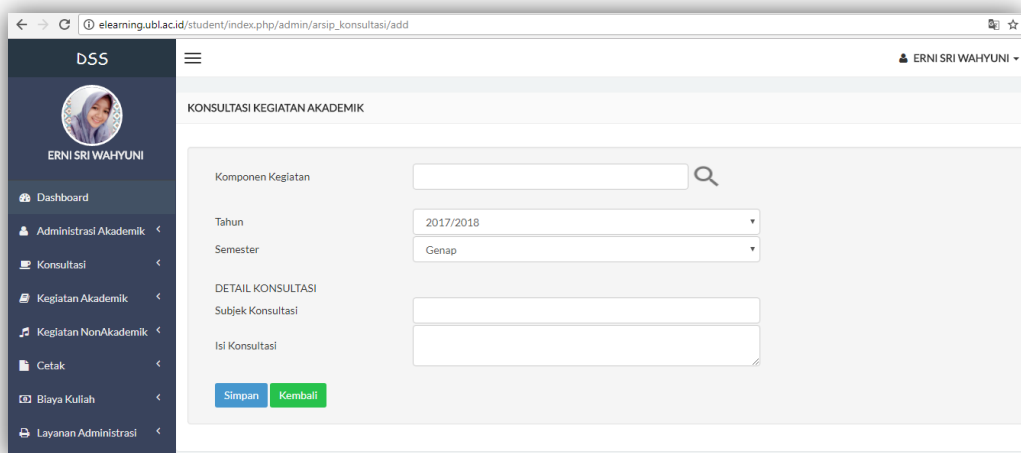 elearning.ubl.ac.id/student/index.php/admin/arsip_konsultasi/add
DSS
ERNI SRI WAHYUNI
ERNI SRI WAHYUNI
Dashboard
Administrasi Akademik
Konsultasi
Kegiatan Akademik
Kegiatan NonAkademik
Cetak
Biaya Kuliah
Layanan Administrasi
KONSULTASI KEGIATAN AKADEMIK
Komponen Kegiatan
Tahun 2017/2018
Semester Genap
DETAIL KONSULTASI
Subjek Konsultasi
Isi Konsultasi
Simpan Kembali